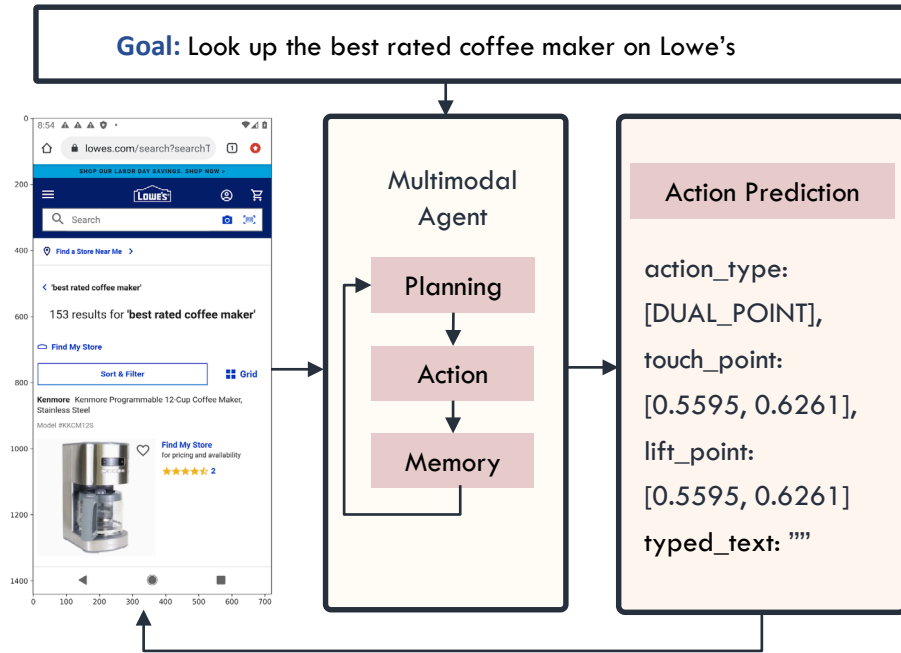 Goal: Look up the best rated coffee maker on Lowe's
0
200
400
600
800
1000
1200
1400
0 100 200 300 400 500 600 700
8:54
lowes.com/search?searchT
1
SHOP OUR LABOR DAY SAVINGS. SHOP NOW >
LOWE'S
Search
Find a Store Near Me >
< 'best rated coffee maker'
153 results for 'best rated coffee maker'
Find My Store
Sort & Filter
Grid
Kenmore Kenmore Programmable 12-Cup Coffee Maker,
Stainless Steel
Model #KKCM12S
Find My Store
for pricing and availability
2
Multimodal
Agent
Planning
Action
Memory
Action Prediction
action_type:
[DUAL_POINT],
touch_point:
[0.5595, 0.6261],
lift_point:
[0.5595, 0.6261]
typed_text: ””